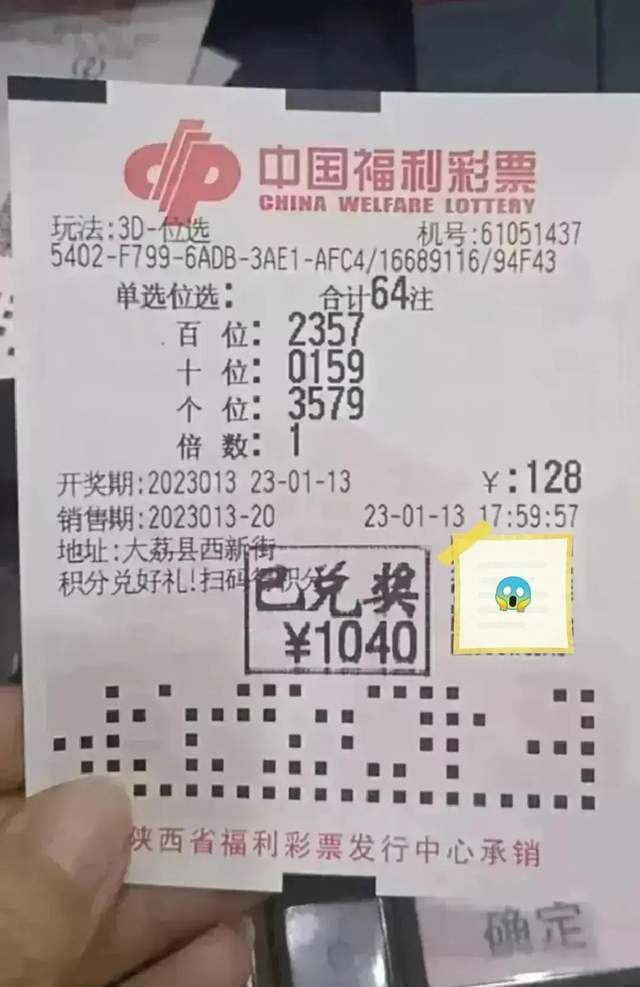 (2)
中国福利彩票
CHINA WELFARE LOTTERY
玩法:3D-位选 机号:61051437
5402-F799-6ADB-3AE1-AFC4/16689116/94F43
单选位选: 合计64注
百 位: 2357
十 位: 0159
个 位: 3579
倍 数: 1
开奖期:2023013 23-01-13 ¥:128
销售期:2023013-20 23-01-13 17:59:57
地址:大荔县西新街
积分兑好礼!扫码得积分
已兑奖
¥1040
陕西省福利彩票发行中心承销
确定